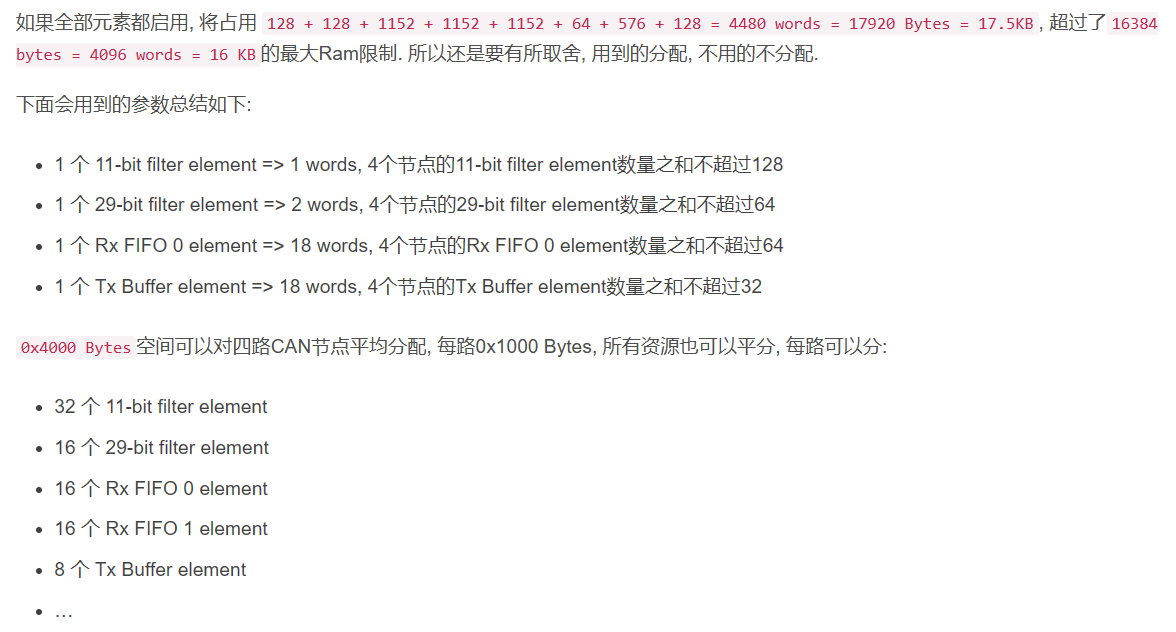 如果全部元素都启用, 将占用 128 + 128 + 1152 + 1152 + 1152 + 64 + 576 + 128 = 4480 words = 17920 Bytes = 17.5KB, 超过了 16384
bytes = 4096 words = 16 KB 的最大Ram限制. 所以还是要有所取舍, 用到的分配, 不用的不分配.
下面会用到的参数总结如下:
• 1 个 11-bit filter element => 1 words, 4个节点的11-bit filter element数量之和不超过128
• 1 个 29-bit filter element => 2 words, 4个节点的29-bit filter element数量之和不超过64
• 1 个 Rx FIFO 0 element => 18 words, 4个节点的Rx FIFO 0 element数量之和不超过64
• 1 个 Tx Buffer element => 18 words, 4个节点的Tx Buffer element数量之和不超过32
0x4000 Bytes 空间可以对四路CAN节点平均分配, 每路0x1000 Bytes, 所有资源也可以平分, 每路可以分:
• 32 个 11-bit filter element
• 16 个 29-bit filter element
• 16 个 Rx FIFO 0 element
• 16 个 Rx FIFO 1 element
• 8 个 Tx Buffer element
• …